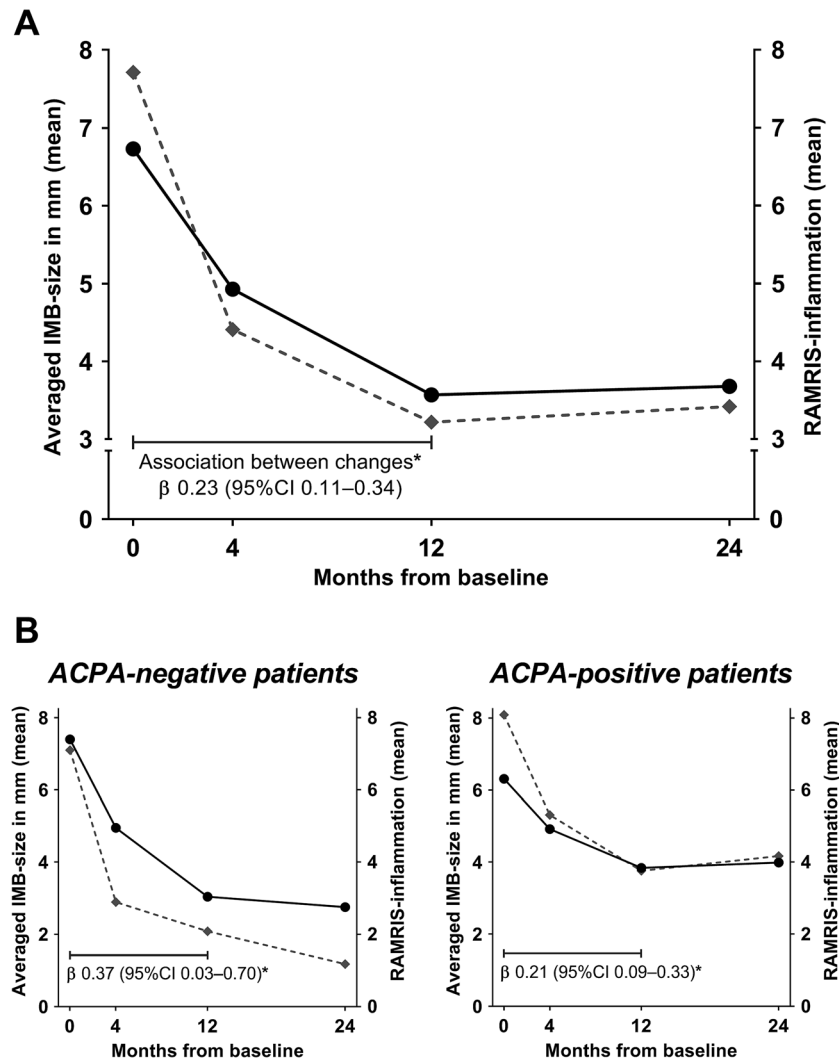 A
Averaged IMB-size in mm (mean)
8
7
6
5
4
3
0
8
7
6
5
4
3
0
RAMRIS-inflammation (mean)
Association between changes*
β 0.23 (95%CI 0.11–0.34)
0 4 12 24
Months from baseline
B
ACPA-negative patients
Averaged IMB-size in mm (mean)
8
6
4
2
0
8
6
4
2
0
RAMRIS-inflammation (mean)
β 0.37 (95%CI 0.03–0.70)*
0 4 12 24
Months from baseline
ACPA-positive patients
Averaged IMB-size in mm (mean)
8
6
4
2
0
8
6
4
2
0
RAMRIS-inflammation (mean)
β 0.21 (95%CI 0.09–0.33)*
0 4 12 24
Months from baseline